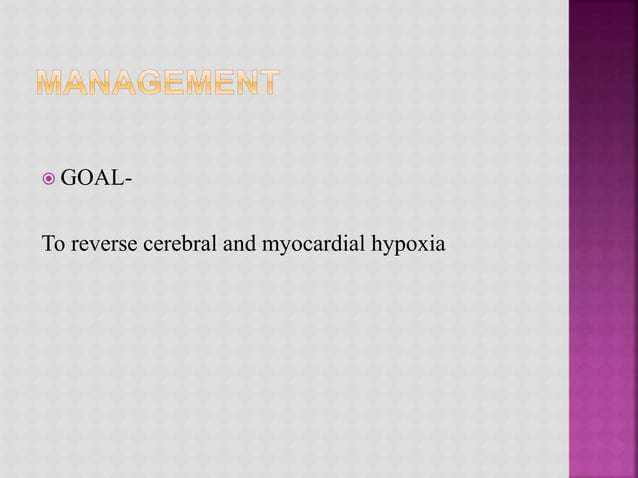 MANAGEMENT
GOAL-
To reverse cerebral and myocardial hypoxia